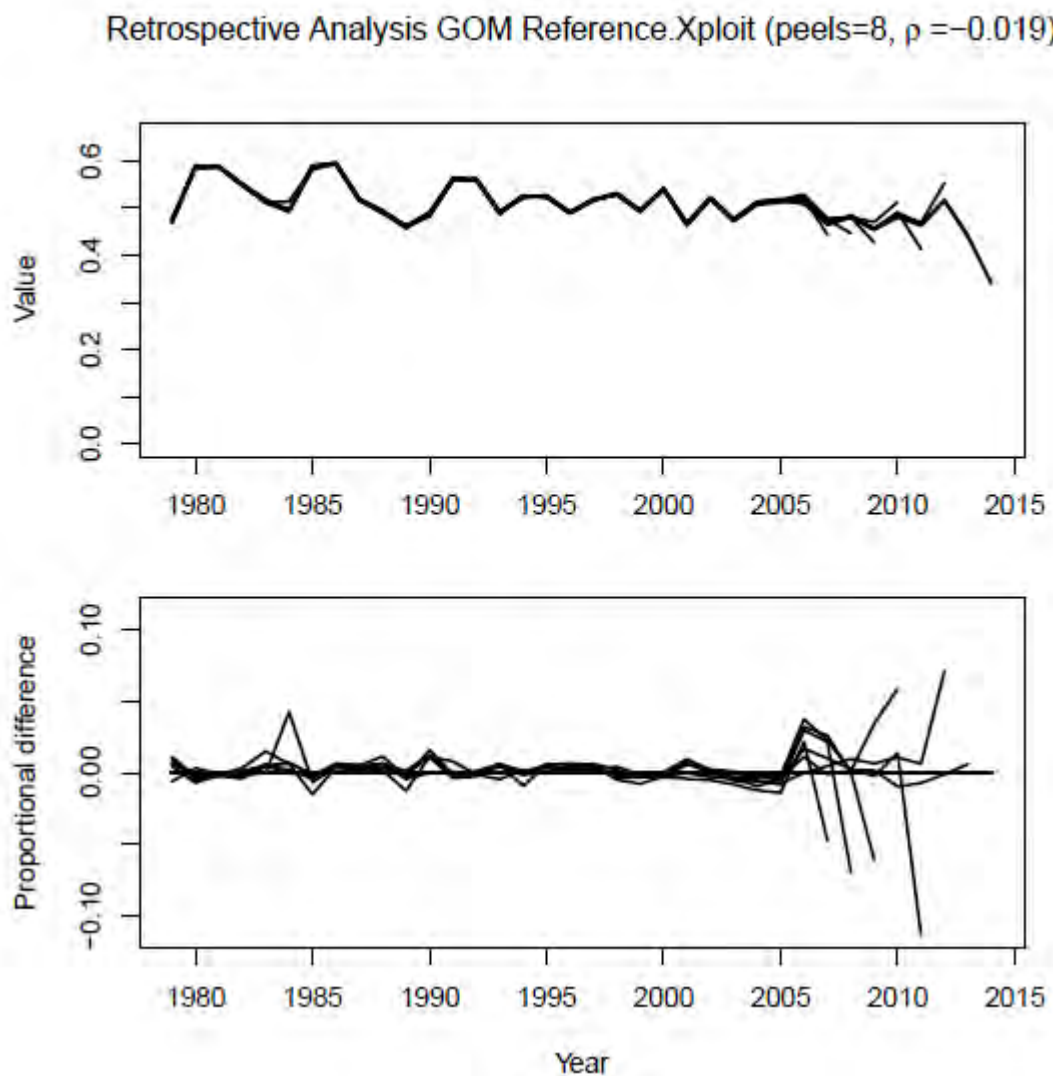 Retrospective Analysis GOM Reference.Xploit (peels=8, ρ =−0.019)
Value
0.6
0.4
0.2
0.0
1980 1985 1990 1995 2000 2005 2010 2015
Proportional difference
0.10
0.00
−0.10
1980 1985 1990 1995 2000 2005 2010 2015
Year